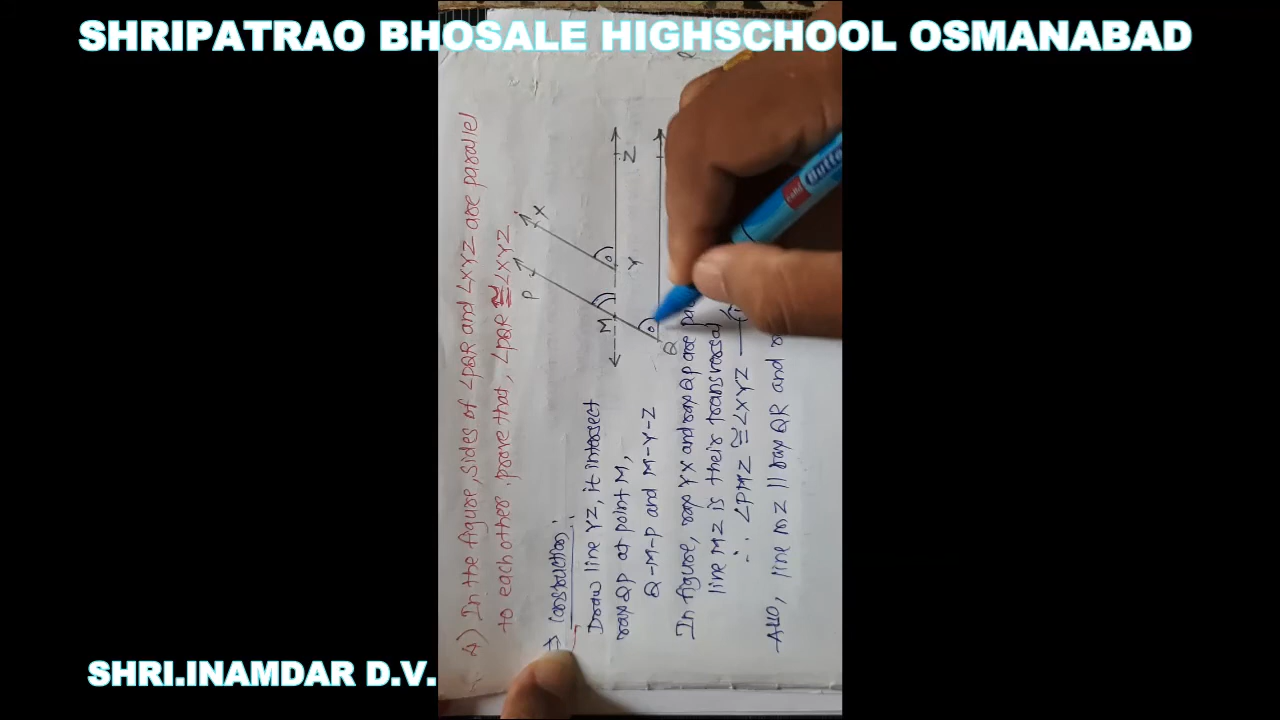 SHRIPATRAO BHOSALE HIGHSCHOOL OSMANABAD
4) In the figure, sides of ∠PQR and ∠XYZ are parallel
to each other. prove that, ∠PQR ≅ ∠XYZ
→ Construction:
Draw line YZ, it intersect
ray QP at point M,
Q-M-P and M-Y-Z
In figure, ray YX and ray QP are
line MZ is their transversal
∴ ∠PMZ ≅ ∠XYZ —
Also, line MZ || ray QR and
P
X
M
Y
Z
Q
SHRI.INAMDAR D.V.